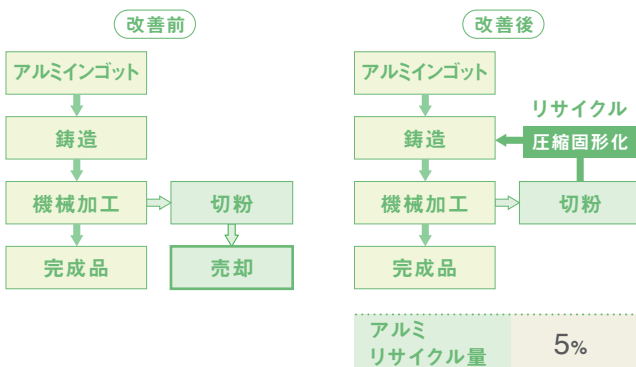 改善前
アルミインゴット
鋳造
機械加工
切粉
完成品
売却
改善後
アルミインゴット
リサイクル
鋳造
圧縮固形化
機械加工
切粉
完成品
アルミ
リサイクル量
5%